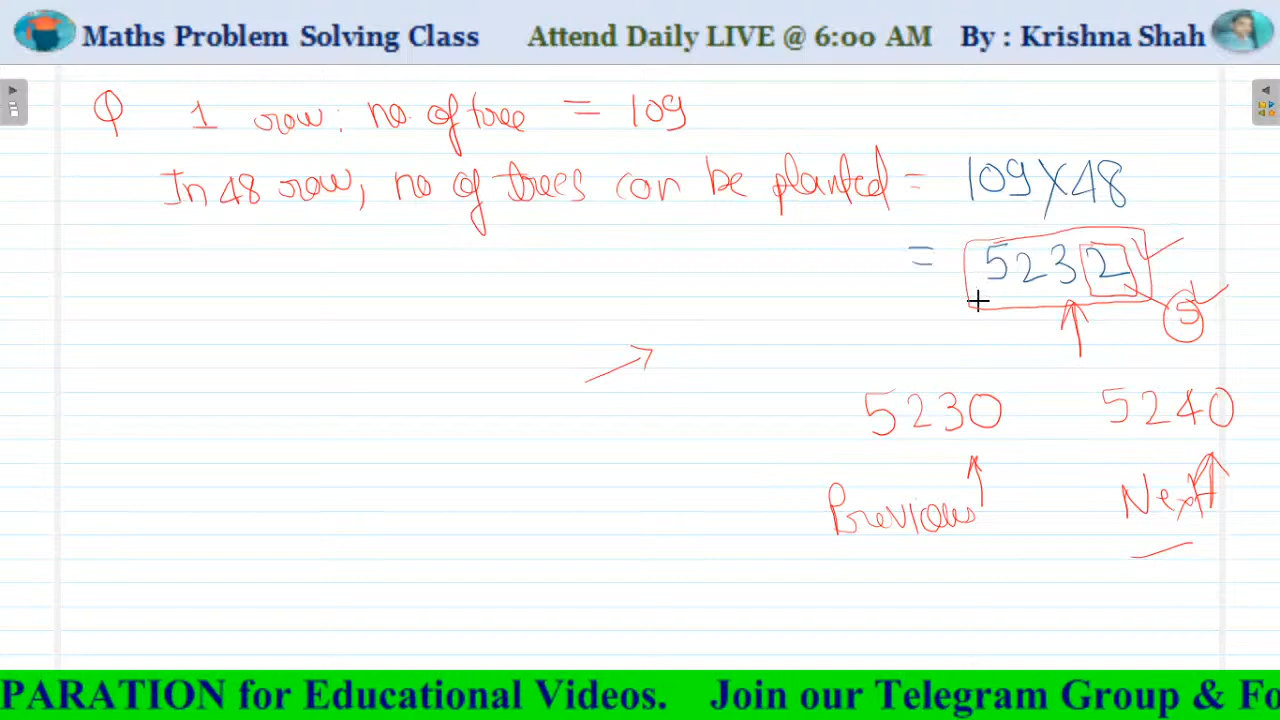 Maths Problem Solving Class Attend Daily LIVE @ 6:00 AM By : Krishna Shah
Q 1 row : no. of tree = 109
In 48 row, no of trees can be planted = 109 X 48
= 5232
5
5230 5240
Previous Next
PARATION for Educational Videos. Join our Telegram Group & Fo